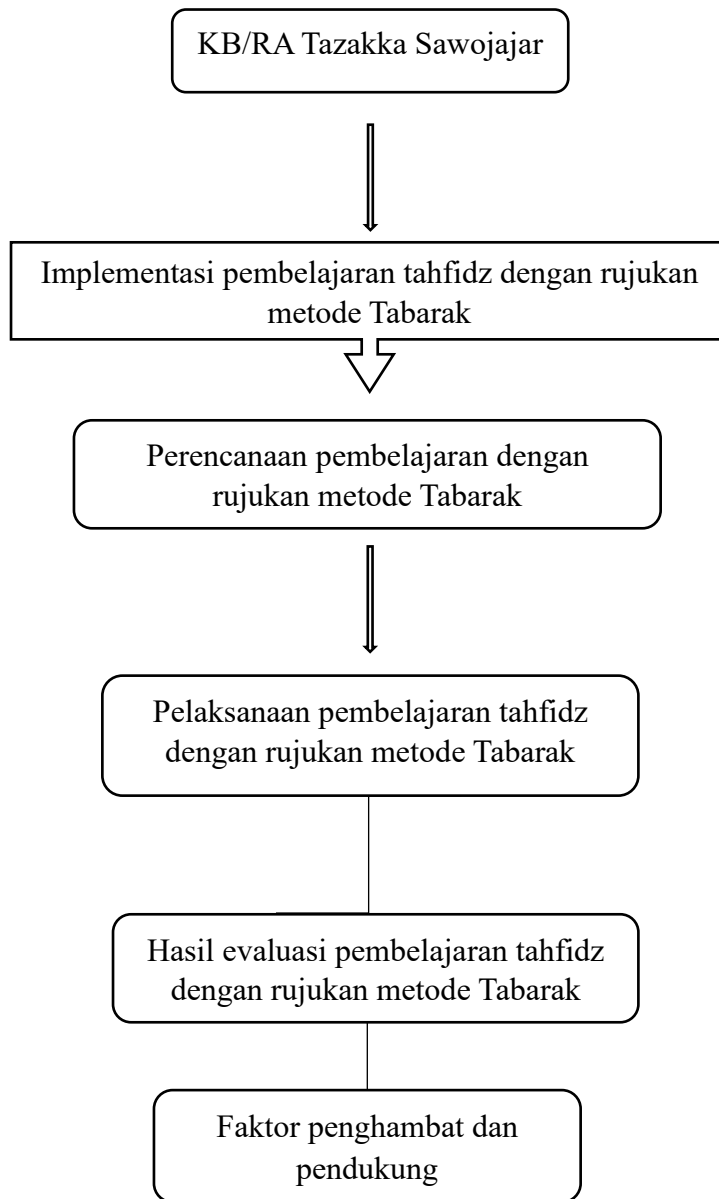 KB/RA Tazakka Sawojajar
Implementasi pembelajaran tahfidz dengan rujukan
metode Tabarak
Perencanaan pembelajaran dengan
rujukan metode Tabarak
Pelaksanaan pembelajaran tahfidz
dengan rujukan metode Tabarak
Hasil evaluasi pembelajaran tahfidz
dengan rujukan metode Tabarak
Faktor penghambat dan
pendukung